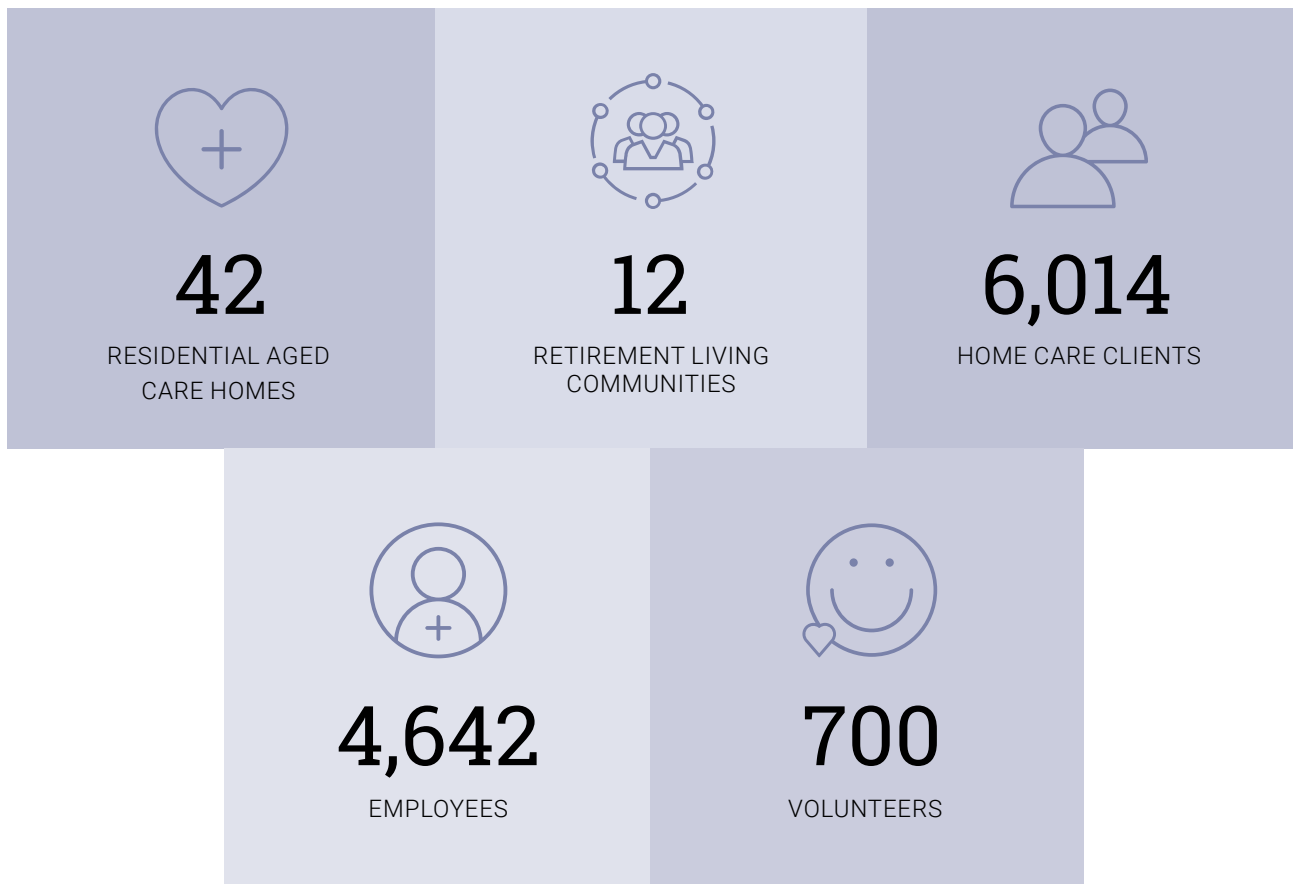 42
RESIDENTIAL AGED
CARE HOMES
12
RETIREMENT LIVING
COMMUNITIES
6,014
HOME CARE CLIENTS
4,642
EMPLOYEES
700
VOLUNTEERS